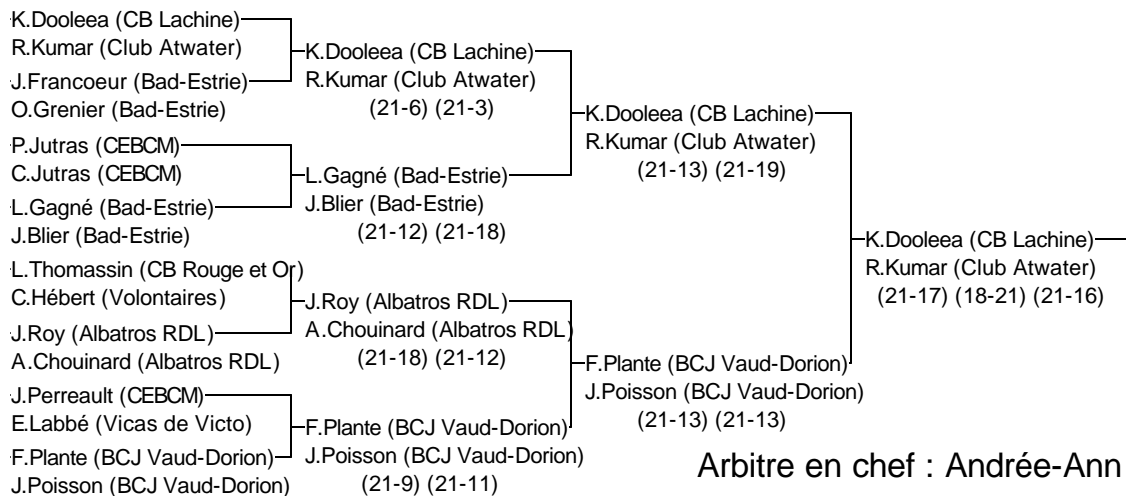 K.Dooleea (CB Lachine)
R.Kumar (Club Atwater)
J.Francoeur (Bad-Estrie)
O.Grenier (Bad-Estrie)
P.Jutras (CEBCM)
C.Jutras (CEBCM)
L.Gagné (Bad-Estrie)
J.Blier (Bad-Estrie)
L.Thomassin (CB Rouge et Or)
C.Hébert (Volontaires)
J.Roy (Albatros RDL)
A.Chouinard (Albatros RDL)
J.Perreault (CEBCM)
E.Labbé (Vicas de Victo)
F.Plante (BCJ Vaud-Dorion)
J.Poisson (BCJ Vaud-Dorion)
K.Dooleea (CB Lachine)
R.Kumar (Club Atwater)
(21-6) (21-3)
L.Gagné (Bad-Estrie)
J.Blier (Bad-Estrie)
(21-12) (21-18)
J.Roy (Albatros RDL)
A.Chouinard (Albatros RDL)
(21-18) (21-12)
F.Plante (BCJ Vaud-Dorion)
J.Poisson (BCJ Vaud-Dorion)
(21-9) (21-11)
K.Dooleea (CB Lachine)
R.Kumar (Club Atwater)
(21-13) (21-19)
F.Plante (BCJ Vaud-Dorion)
J.Poisson (BCJ Vaud-Dorion)
(21-13) (21-13)
K.Dooleea (CB Lachine)
R.Kumar (Club Atwater)
(21-17) (18-21) (21-16)
Arbitre en chef : Andrée-Ann